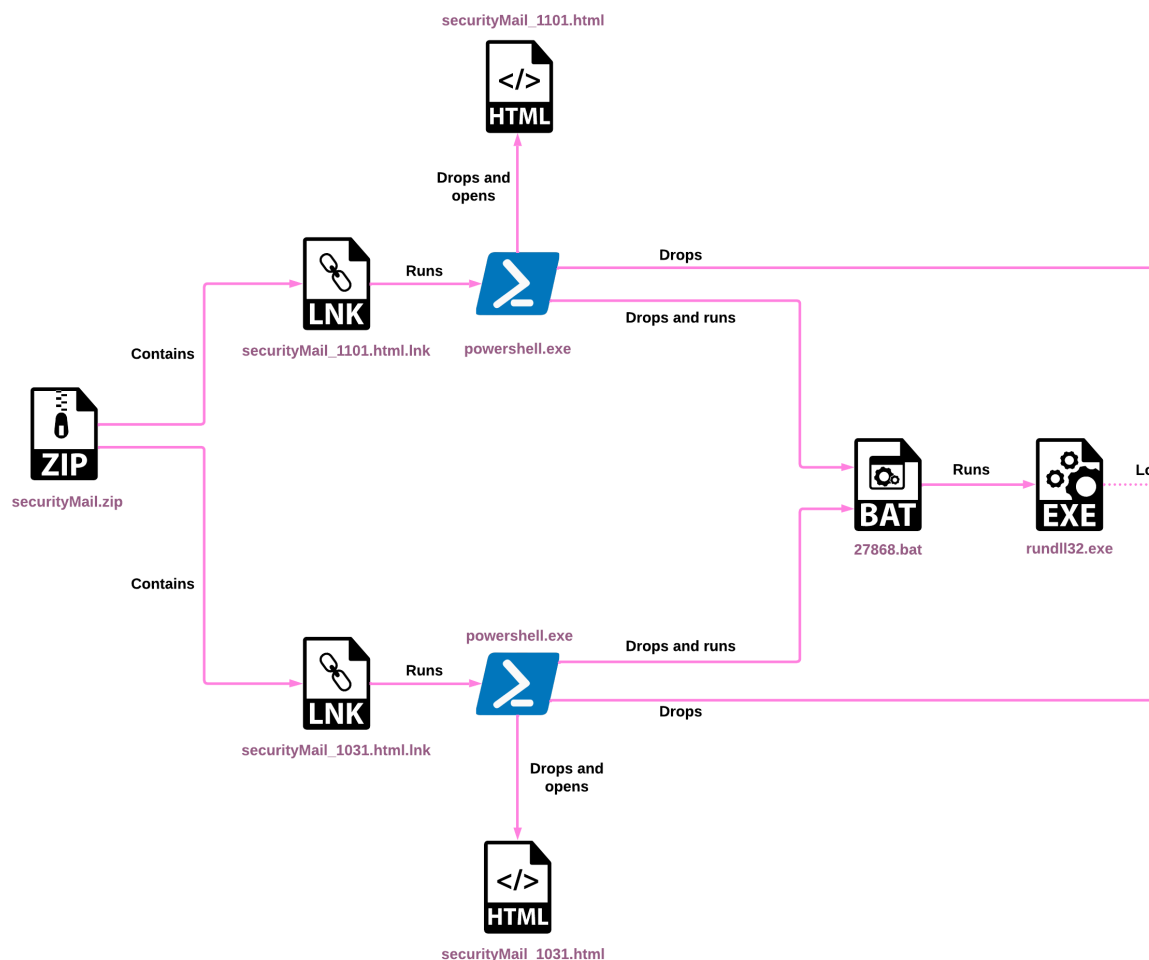 securityMail_1101.html
</>
HTML
Drops and
opens
Drops
Runs
Drops and runs
LNK
securityMail_1101.html.lnk
powershell.exe
Contains
ZIP
securityMail.zip
Runs
BAT
27868.bat
EXE
rundll32.exe
Contains
powershell.exe
Drops and runs
Runs
Drops
LNK
securityMail_1031.html.lnk
Drops and
opens
</>
HTML
securityMail_1031.html